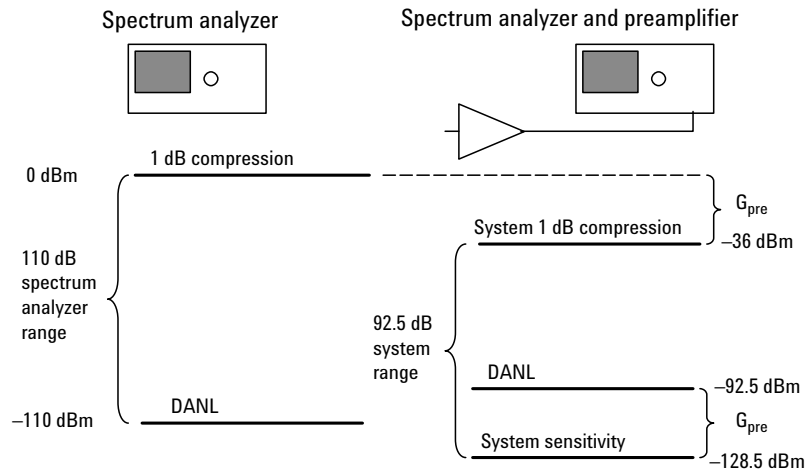 Spectrum analyzer
Spectrum analyzer and preamplifier
0 dBm
1 dB compression
G_pre
System 1 dB compression
–36 dBm
110 dB
spectrum
analyzer
range
92.5 dB
system
range
DANL
–92.5 dBm
–110 dBm
DANL
G_pre
System sensitivity
–128.5 dBm